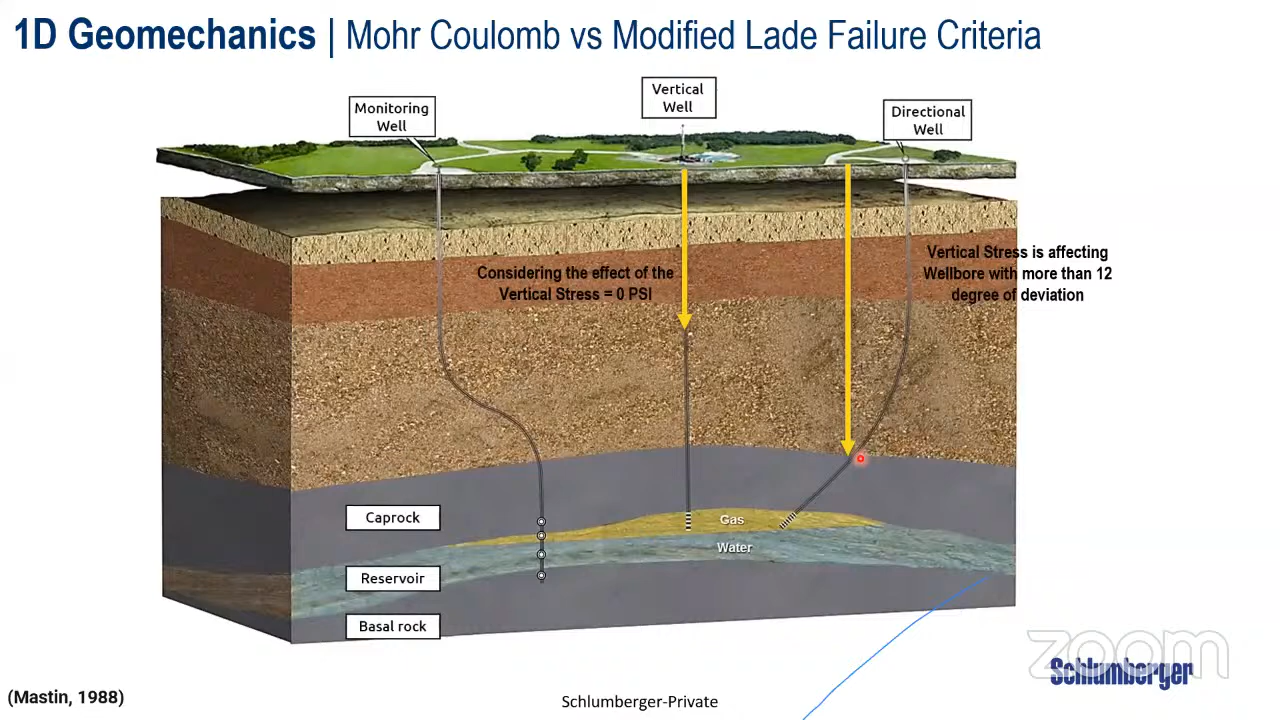 1D Geomechanics | Mohr Coulomb vs Modified Lade Failure Criteria
Monitoring
Well
Vertical
Well
Directional
Well
Considering the effect of the
Vertical Stress = 0 PSI
Vertical Stress is affecting
Wellbore with more than 12
degree of deviation
Caprock
Gas
Water
Reservoir
Basal rock
zoom
Schlumberger
(Mastin, 1988)
Schlumberger-Private